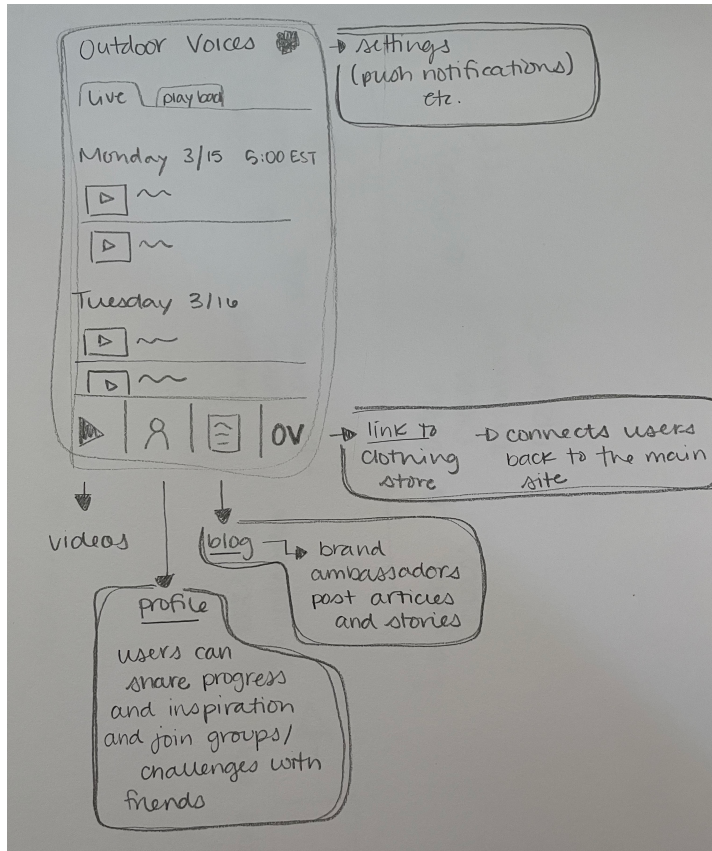 Outdoor Voices
settings
(push notifications)
etc.
Live
playbad
Monday 3/15 5:00 EST
Tuesday 3/16
OV
link to
clothing
store
connects users
back to the main
site
videos
blog
brand
ambassadors
post articles
and stories
profile
users can
share progress
and inspiration
and join groups/
challenges with
friends